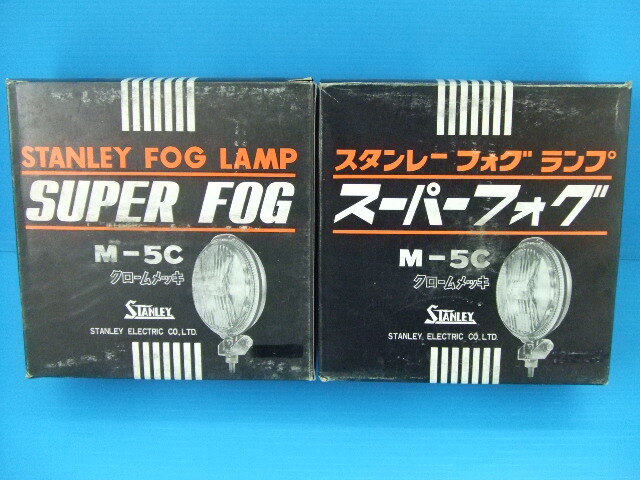 STANLEY FOG LAMP
SUPER FOG
M-5C
クロームメッキ
STANLEY
STANLEY ELECTRIC CO., LTD.
スタンレー フォグ ランプ
スーパーフォグ
M-5C
クロームメッキ
STANLEY
STANLEY ELECTRIC CO., LTD.